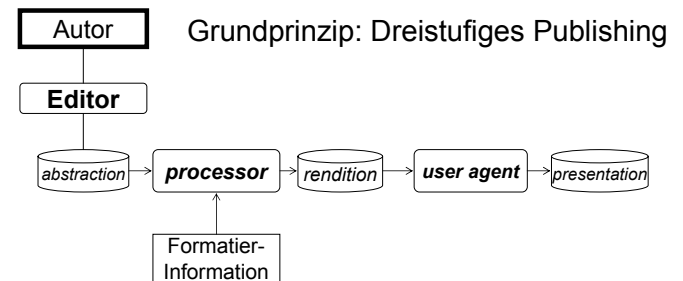 Autor
Grundprinzip: Dreistufiges Publishing
Editor
abstraction
processor
rendition
user agent
presentation
Formatier-
Information